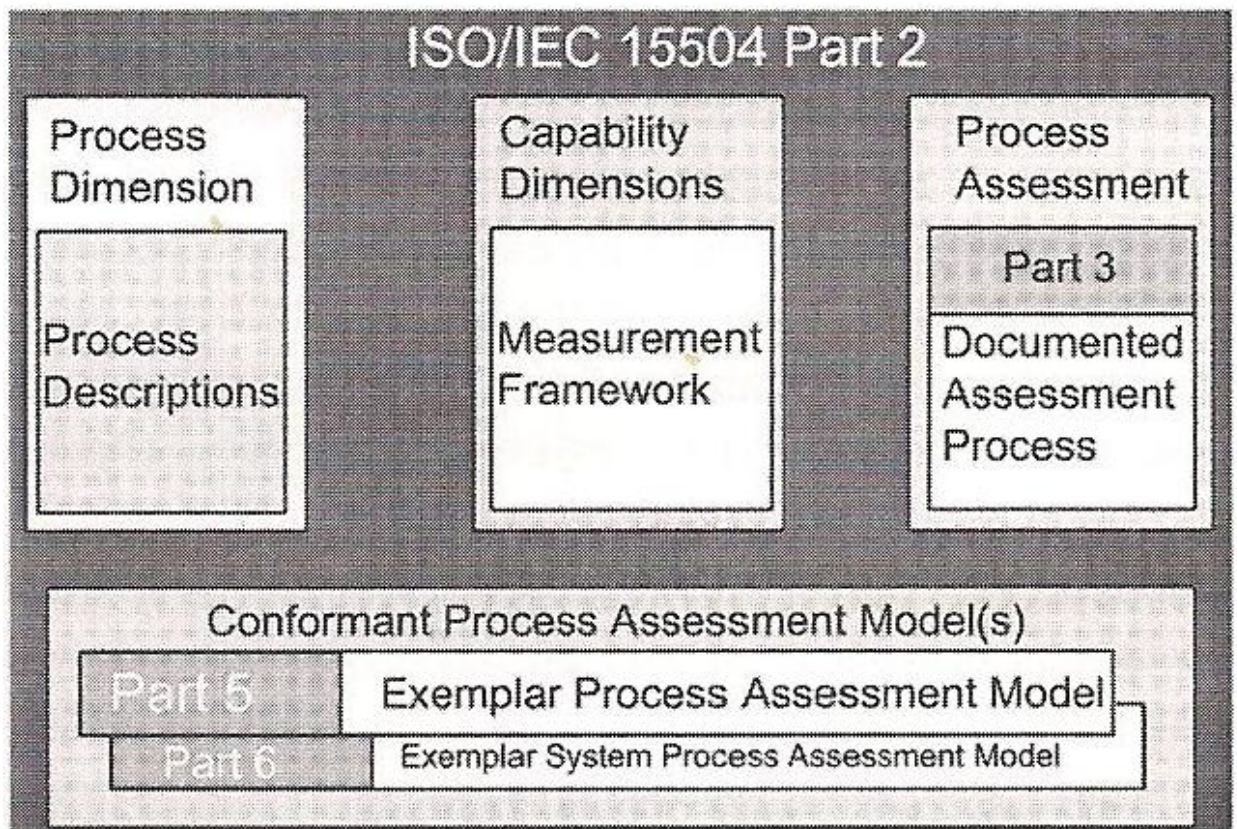 ISO/IEC 15504 Part 2
Process
Dimension
Process
Descriptions
Capability
Dimensions
Measurement
Framework
Process
Assessment
Part 3
Documented
Assessment
Process
Conformant Process Assessment Model(s)
Part 5
Exemplar Process Assessment Model
Part 6
Exemplar System Process Assessment Model